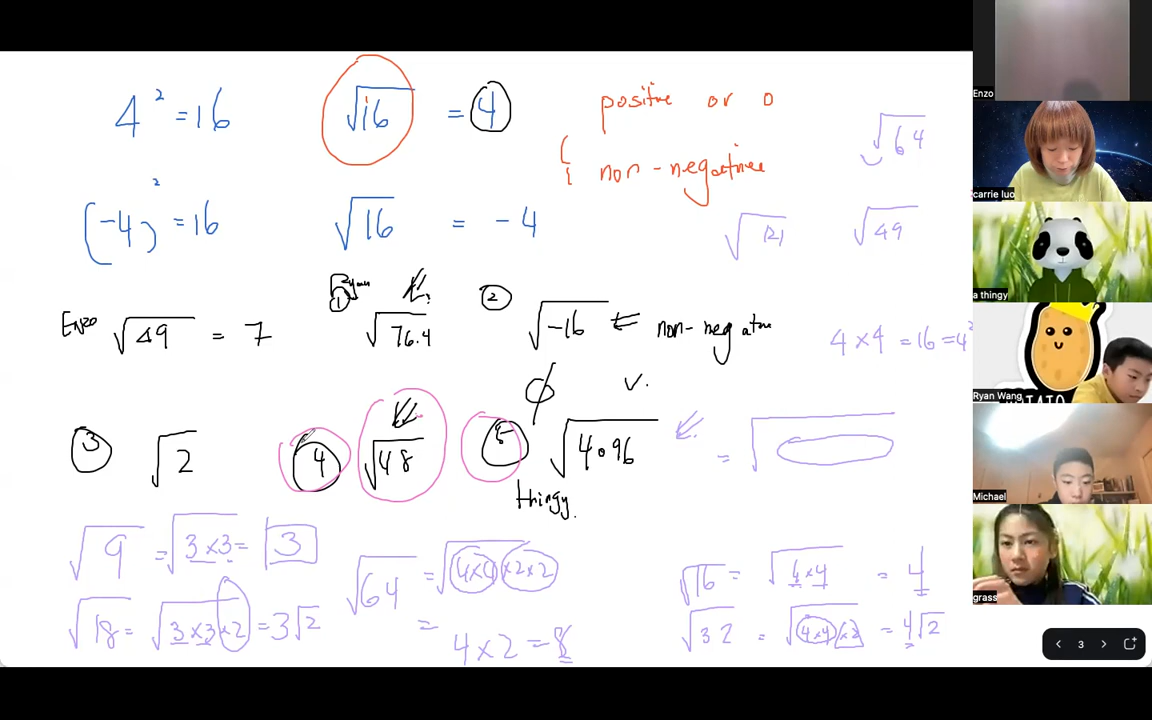 4² = 16 √16 = 4 positive or 0
√64
non-negative
(-4)² = 16 √16 = -4 √121 √49
Enzo √49 = 7 ① √76.4 ② √-16 non-negative 4×4 = 16 = 4²
③ √2 ④ √48 ⑤ √4096 = √
thingy.
√9 = √3×3 = 3 √64 = √4×4×2×2 √16 = √4×4 = 4
√18 = √3×3×2 = 3√2 = 4×2 = 8 √32 = √4×4×2 = 4√2
Enzo
carrie luo
a thingy
POTATO
Ryan Wang
Michael
grass
3